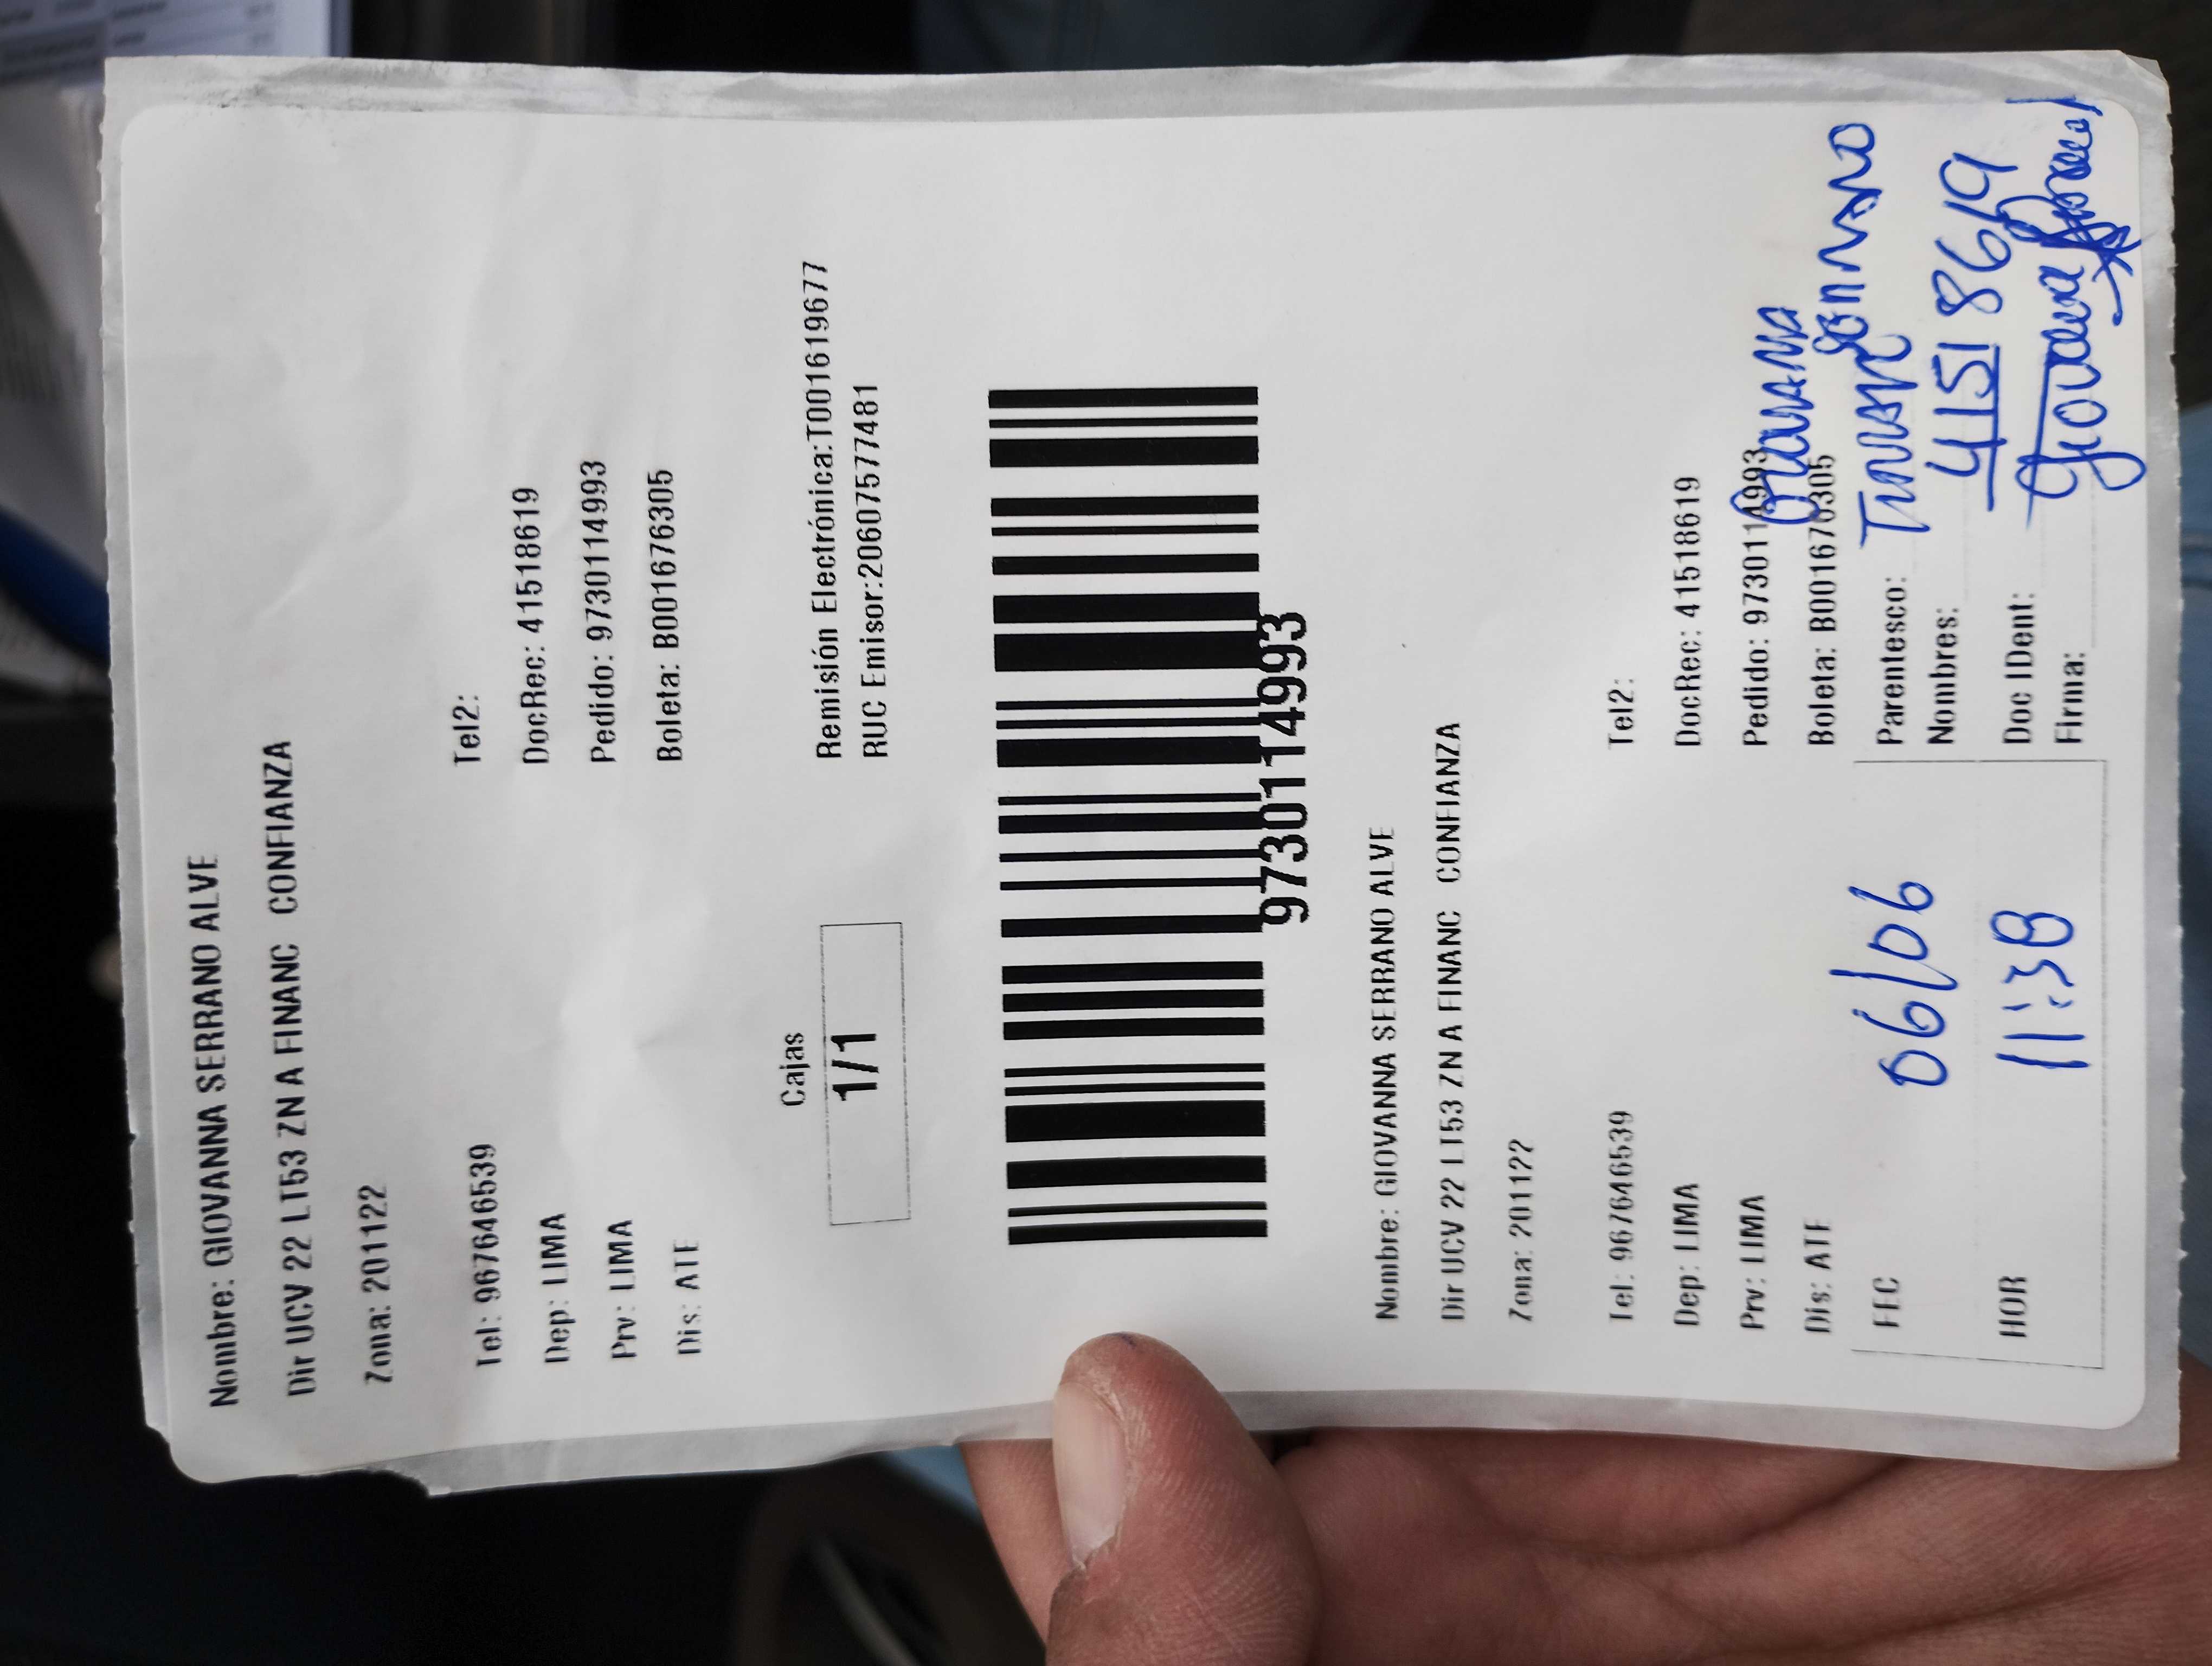 Nombre: GIOVANNA SERRANO ALVE
Dir UCV 22 LT53 ZN A FINANC CONFIANZA
Zona: 201122
Tel: 967646539 Tel2:
Dep: LIMA DocRec: 41518619
Prv: LIMA Pedido: 9730114993
Dis: ATE Boleta: B001676305
Cajas
1/1
Remisión Electrónica:T001619677
RUC Emisor:20607577481
9730114993
Nombre: GIOVANNA SERRANO ALVE
Dir UCV 22 LT53 ZN A FINANC CONFIANZA
Zona: 201122
Tel: 967646539 Tel2:
Dep: LIMA DocRec: 41518619
Prv: LIMA Pedido: 9730114993
Dis: ATE Boleta: B001676305
FEC 06/06
HOR 11:38
Parentesco: Titular
Nombres:
Doc IDent: 41518619
Firma: Giovanna